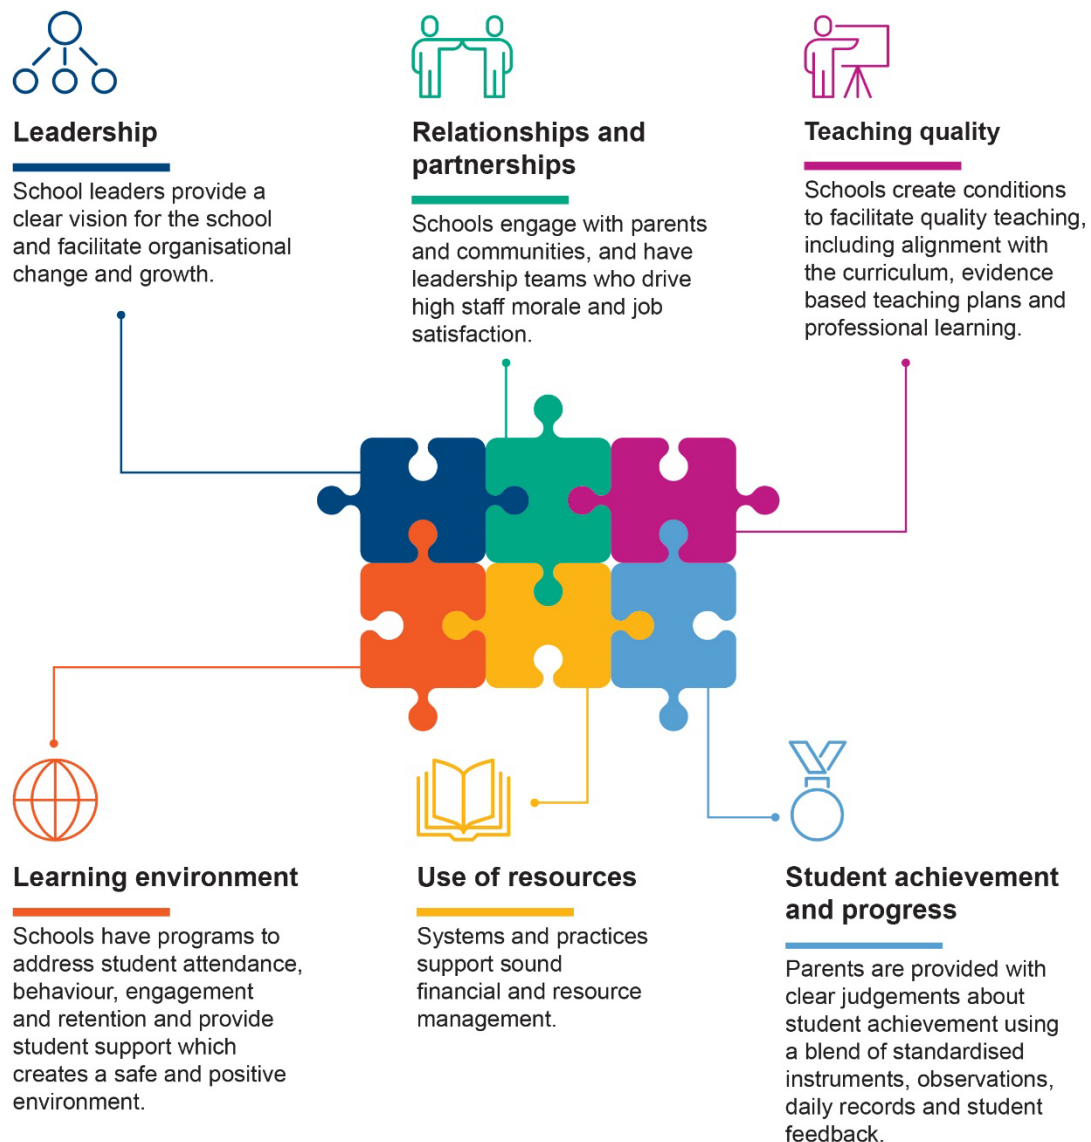 Leadership
School leaders provide a
clear vision for the school
and facilitate organisational
change and growth.
Relationships and
partnerships
Schools engage with parents
and communities, and have
leadership teams who drive
high staff morale and job
satisfaction.
Teaching quality
Schools create conditions
to facilitate quality teaching,
including alignment with
the curriculum, evidence
based teaching plans and
professional learning.
Learning environment
Schools have programs to
address student attendance,
behaviour, engagement
and retention and provide
student support which
creates a safe and positive
environment.
Use of resources
Systems and practices
support sound
financial and resource
management.
Student achievement
and progress
Parents are provided with
clear judgements about
student achievement using
a blend of standardised
instruments, observations,
daily records and student
feedback.